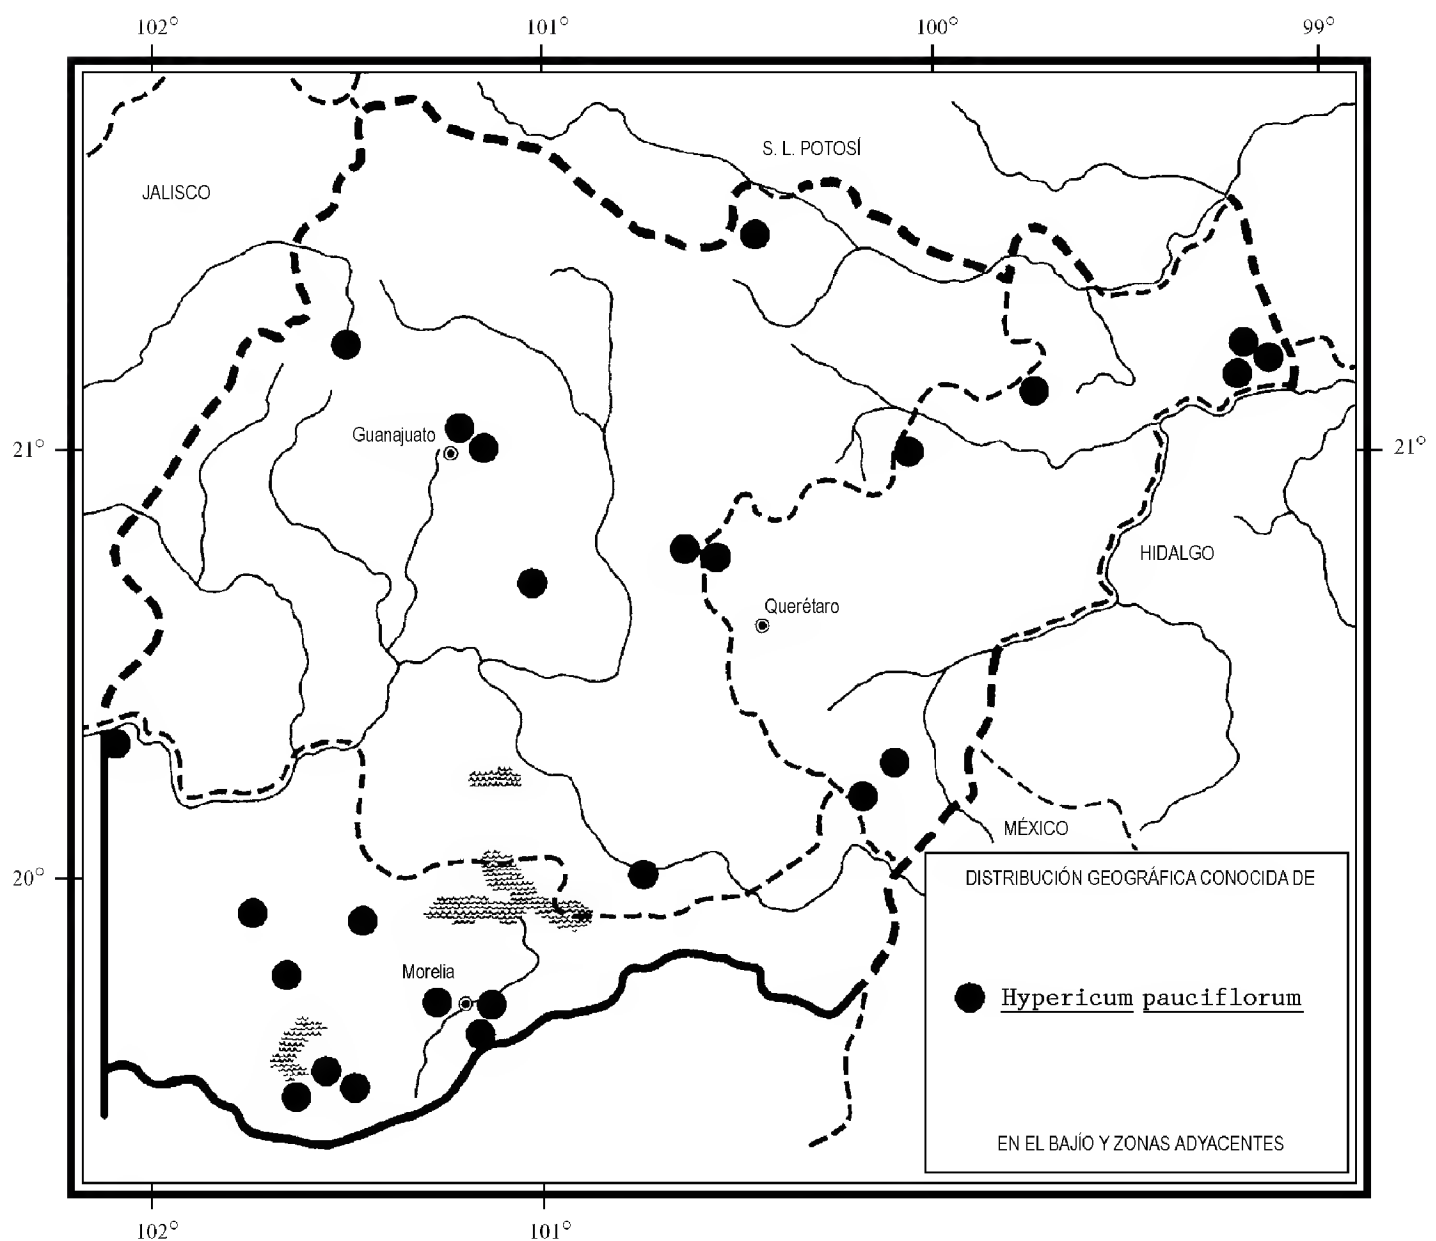 102° 101° 100° 99°
S. L. POTOSÍ
JALISCO
Guanajuato
21° 21°
HIDALGO
Querétaro
MÉXICO
20°
DISTRIBUCIÓN GEOGRÁFICA CONOCIDA DE
Morelia
Hypericum pauciflorum
EN EL BAJÍO Y ZONAS ADYACENTES
102° 101°